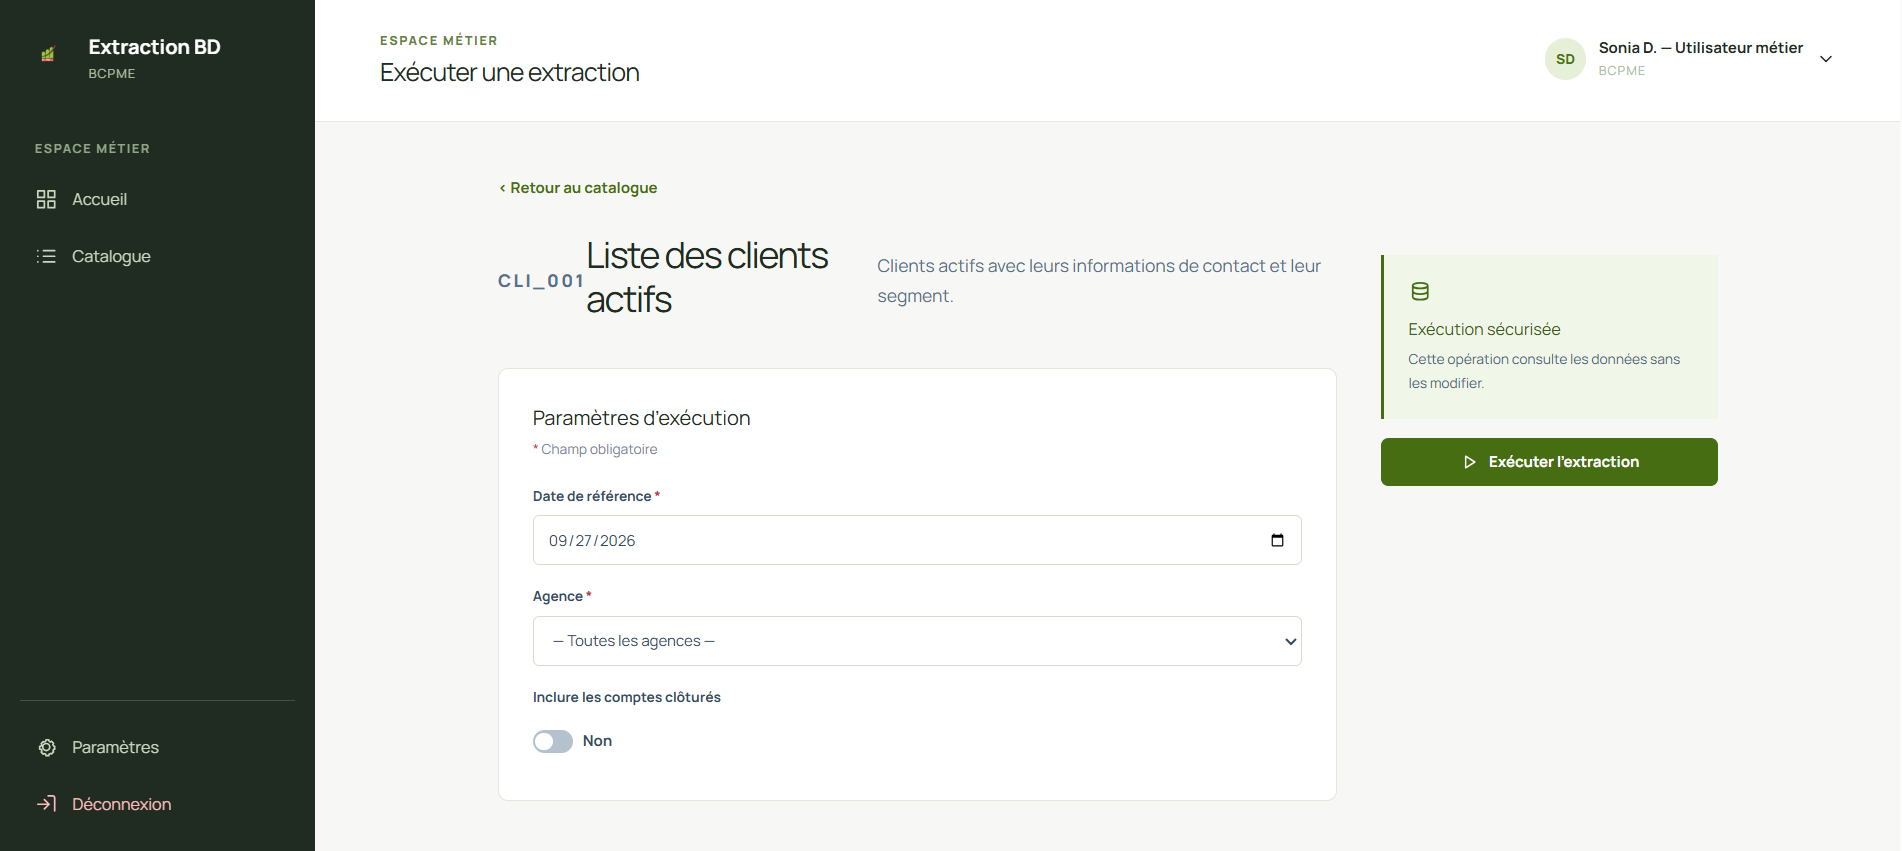 Extraction BD
BCPME
ESPACE MÉTIER
Accueil
Catalogue
Paramètres
Déconnexion
ESPACE MÉTIER
Exécuter une extraction
SD
Sonia D. — Utilisateur métier
BCPME
‹ Retour au catalogue
CLI_001
Liste des clients
actifs
Clients actifs avec leurs informations de contact et leur
segment.
Paramètres d’exécution
* Champ obligatoire
Date de référence *
09/27/2026
Agence *
— Toutes les agences —
Inclure les comptes clôturés
Non
Exécution sécurisée
Cette opération consulte les données sans
les modifier.
Exécuter l’extraction